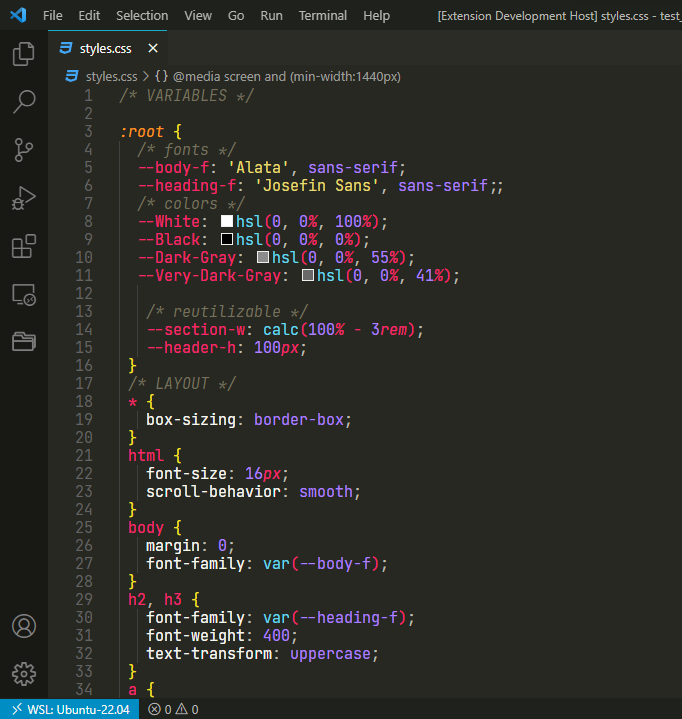 File Edit Selection View Go Run Terminal Help [Extension Development Host] styles.css - test_
styles.css
styles.css > {} @media screen and (min-width:1440px)
1 /* VARIABLES */
2
3 :root {
4 /* fonts */
5 --body-f: 'Alata', sans-serif;
6 --heading-f: 'Josefin Sans', sans-serif;;
7 /* colors */
8 --White: hsl(0, 0%, 100%);
9 --Black: hsl(0, 0%, 0%);
10 --Dark-Gray: hsl(0, 0%, 55%);
11 --Very-Dark-Gray: hsl(0, 0%, 41%);
12
13 /* reutilizable */
14 --section-w: calc(100% - 3rem);
15 --header-h: 100px;
16 }
17 /* LAYOUT */
18 * {
19 box-sizing: border-box;
20 }
21 html {
22 font-size: 16px;
23 scroll-behavior: smooth;
24 }
25 body {
26 margin: 0;
27 font-family: var(--body-f);
28 }
29 h2, h3 {
30 font-family: var(--heading-f);
31 font-weight: 400;
32 text-transform: uppercase;
33 }
34 a {
WSL: Ubuntu-22.04 0 0